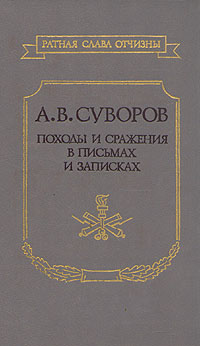 РАТНАЯ СЛАВА ОТЧИЗНЫ
А.В.СУВОРОВ
ПОХОДЫ И СРАЖЕНИЯ
В ПИСЬМАХ
И ЗАПИСКАХ